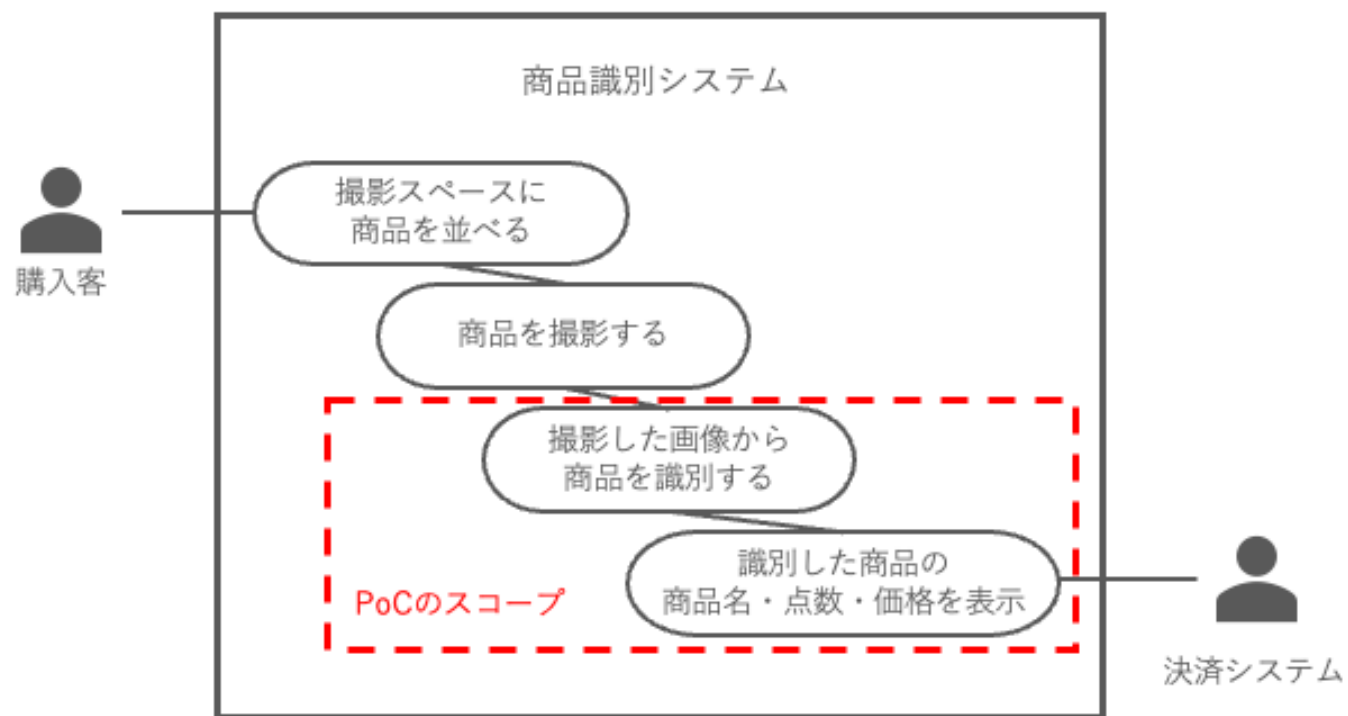 商品識別システム
撮影スペースに
商品を並べる
購入客
商品を撮影する
撮影した画像から
商品を識別する
識別した商品の
商品名・点数・価格を表示
PoCのスコープ
決済システム